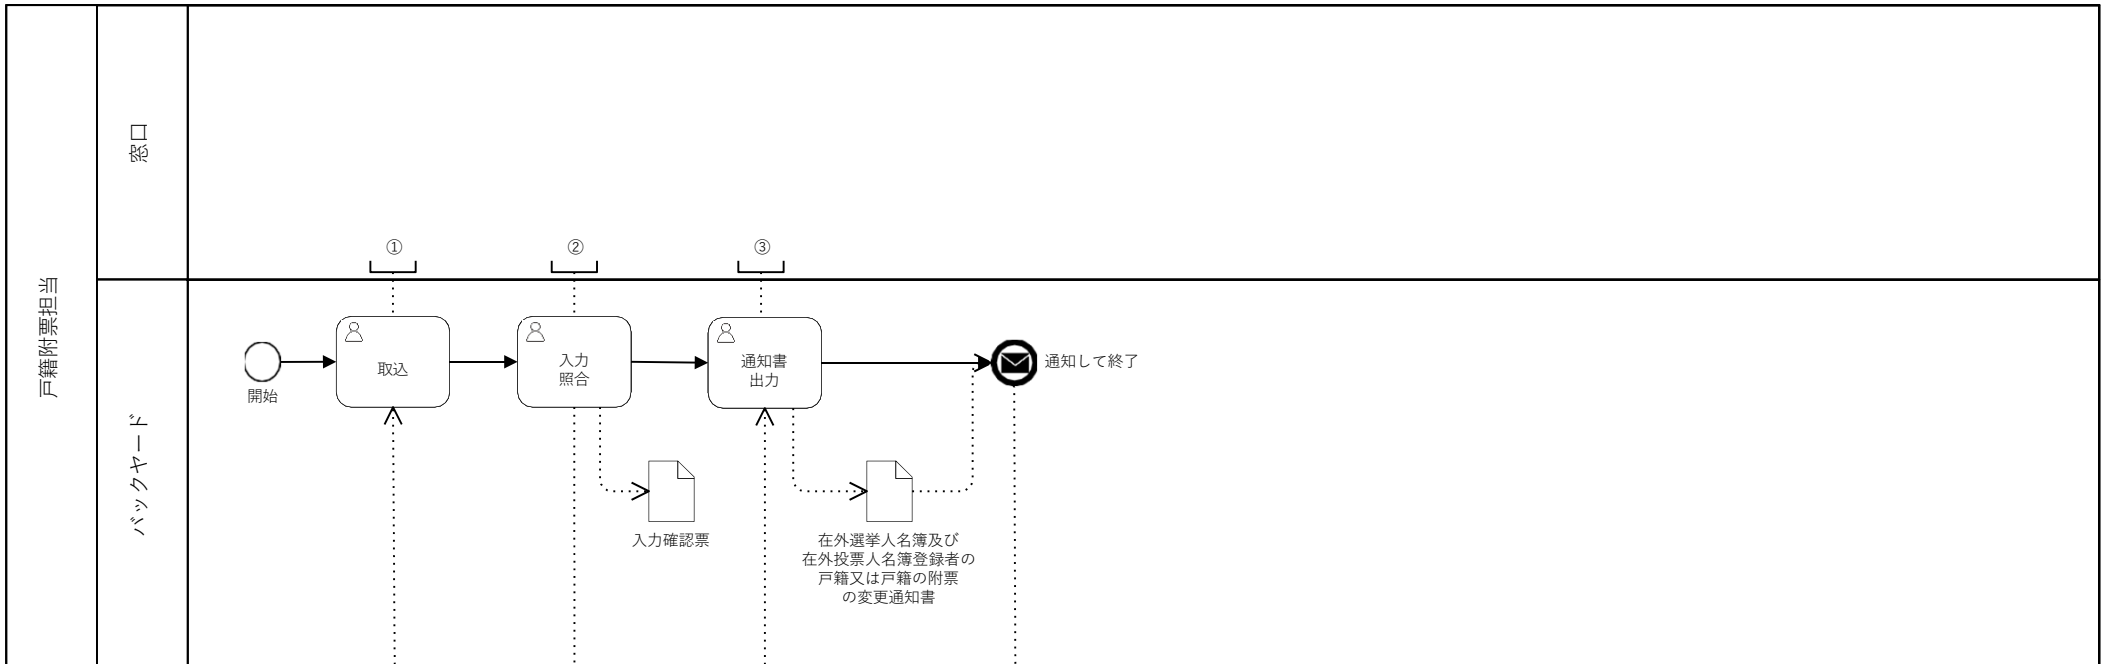 戸籍附票担当
窓口
バックヤード
①
②
③
開始
取込
入力
照合
通知書
出力
通知して終了
入力確認票
在外選挙人名簿及び
在外投票人名簿登録者の
戸籍又は戸籍の附票
の変更通知書